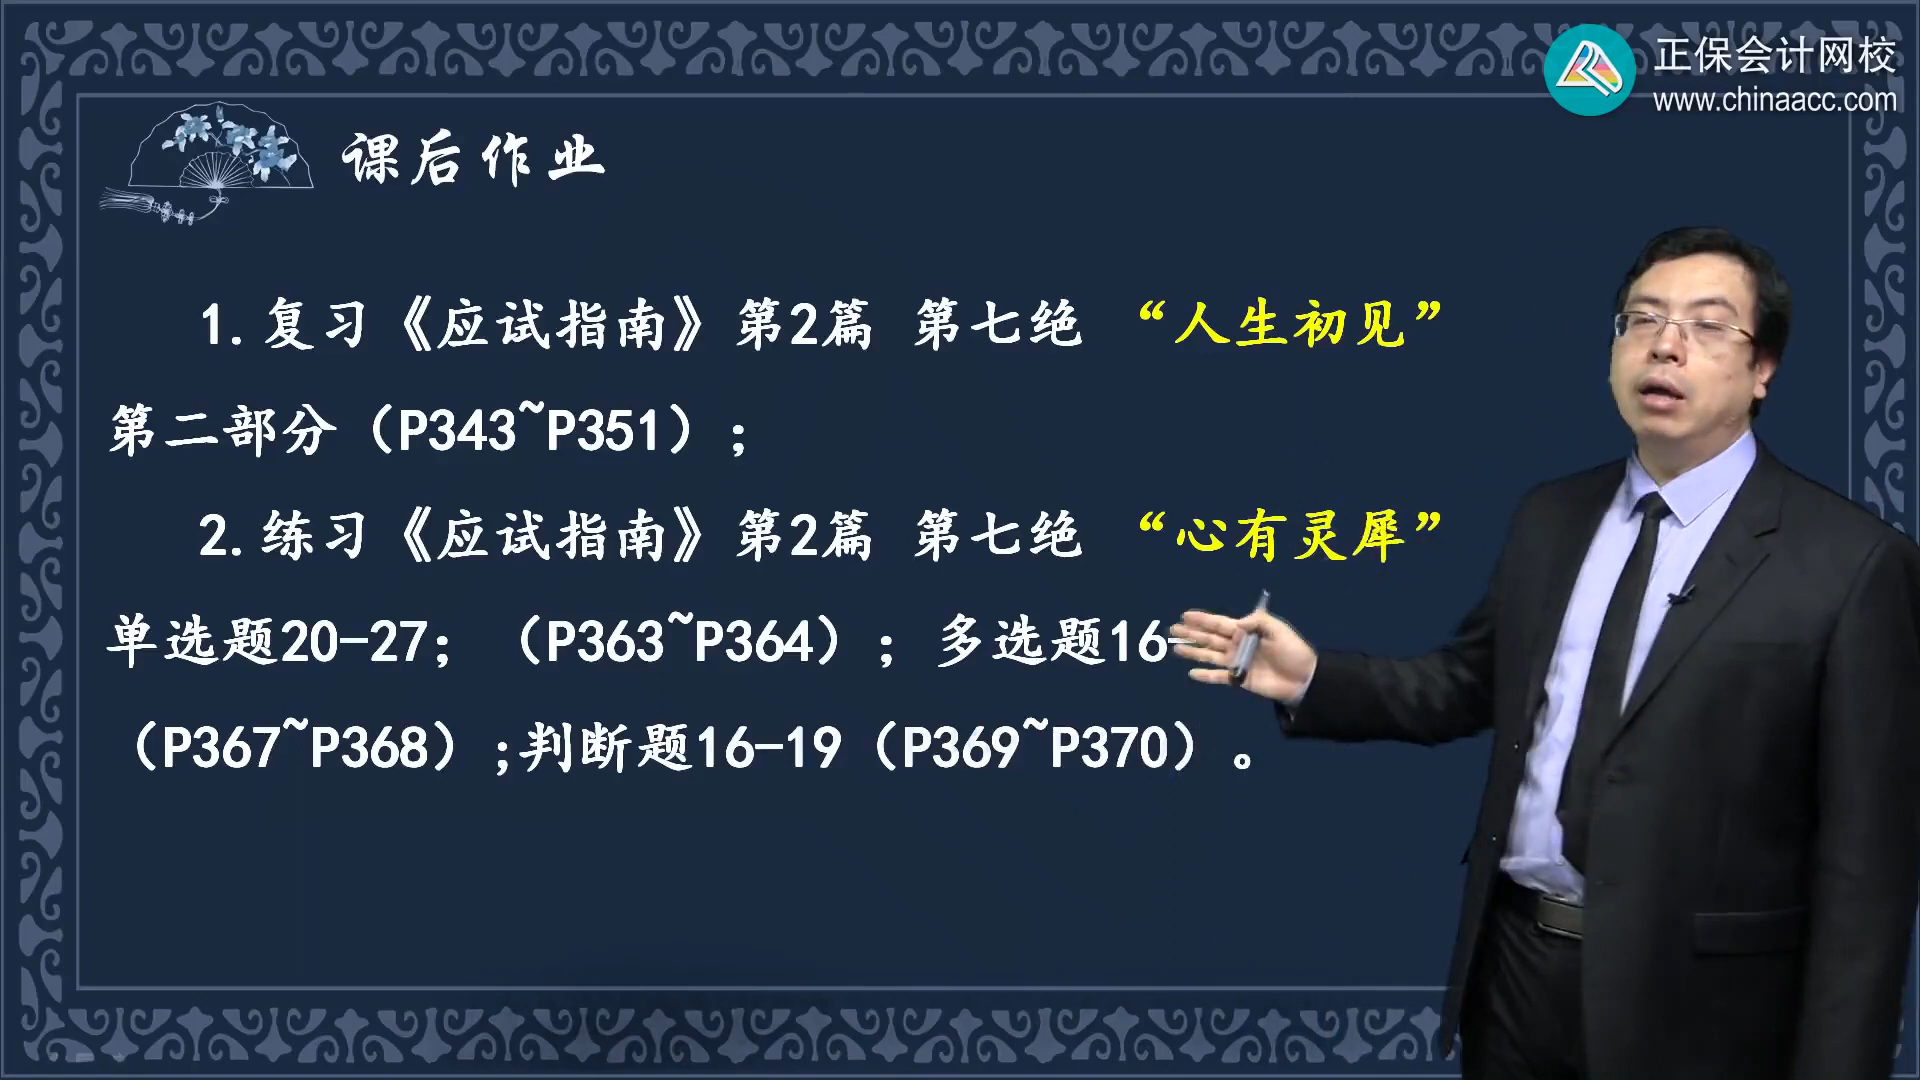 正保会计网校
www.chinaacc.com
课后作业
1.复习《应试指南》第2篇 第七绝 “人生初见”
第二部分（P343~P351）；
2.练习《应试指南》第2篇 第七绝 “心有灵犀”
单选题20-27；（P363~P364）；多选题16-
（P367~P368）;判断题16-19（P369~P370）。